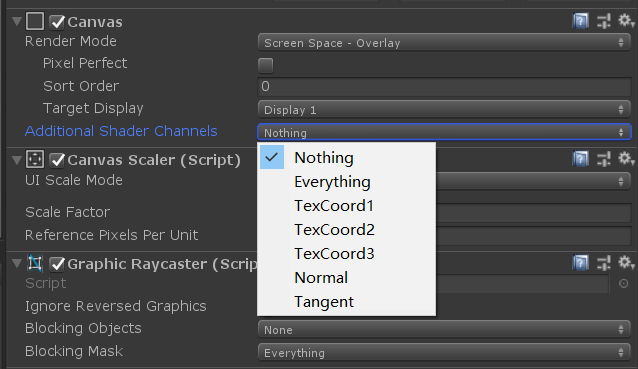 Canvas
Render Mode Screen Space - Overlay
Pixel Perfect
Sort Order 0
Target Display Display 1
Additional Shader Channels Nothing
Nothing
Everything
TexCoord1
TexCoord2
TexCoord3
Normal
Tangent
Canvas Scaler (Script)
UI Scale Mode
Scale Factor
Reference Pixels Per Unit
Graphic Raycaster (Scrip
Script
Ignore Reversed Graphics
Blocking Objects None
Blocking Mask Everything